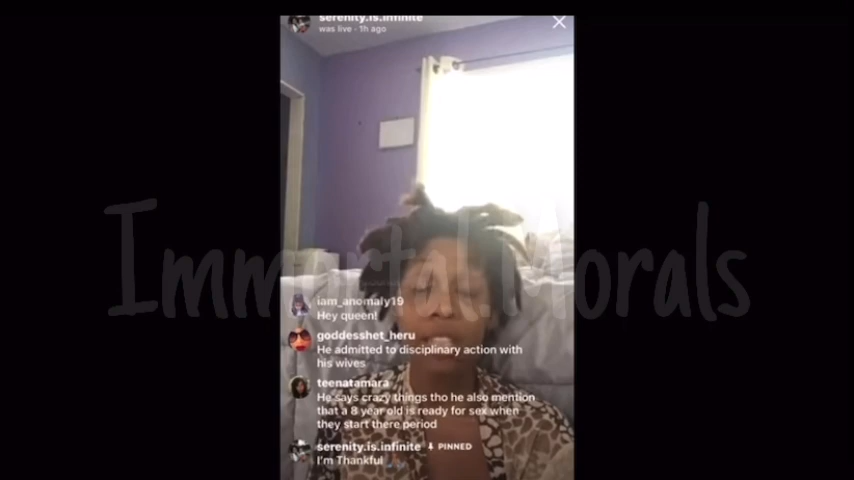 serenity.is.infinite
was live · 1h ago
Immortal.Morals
iam_anomaly19
Hey queen!
goddesshet_heru
He admitted to disciplinary action with
his wives
teenatamara
He says crazy things tho he also mention
that a 8 year old is ready for sex when
they start there period
serenity.is.infinite PINNED
I'm Thankful